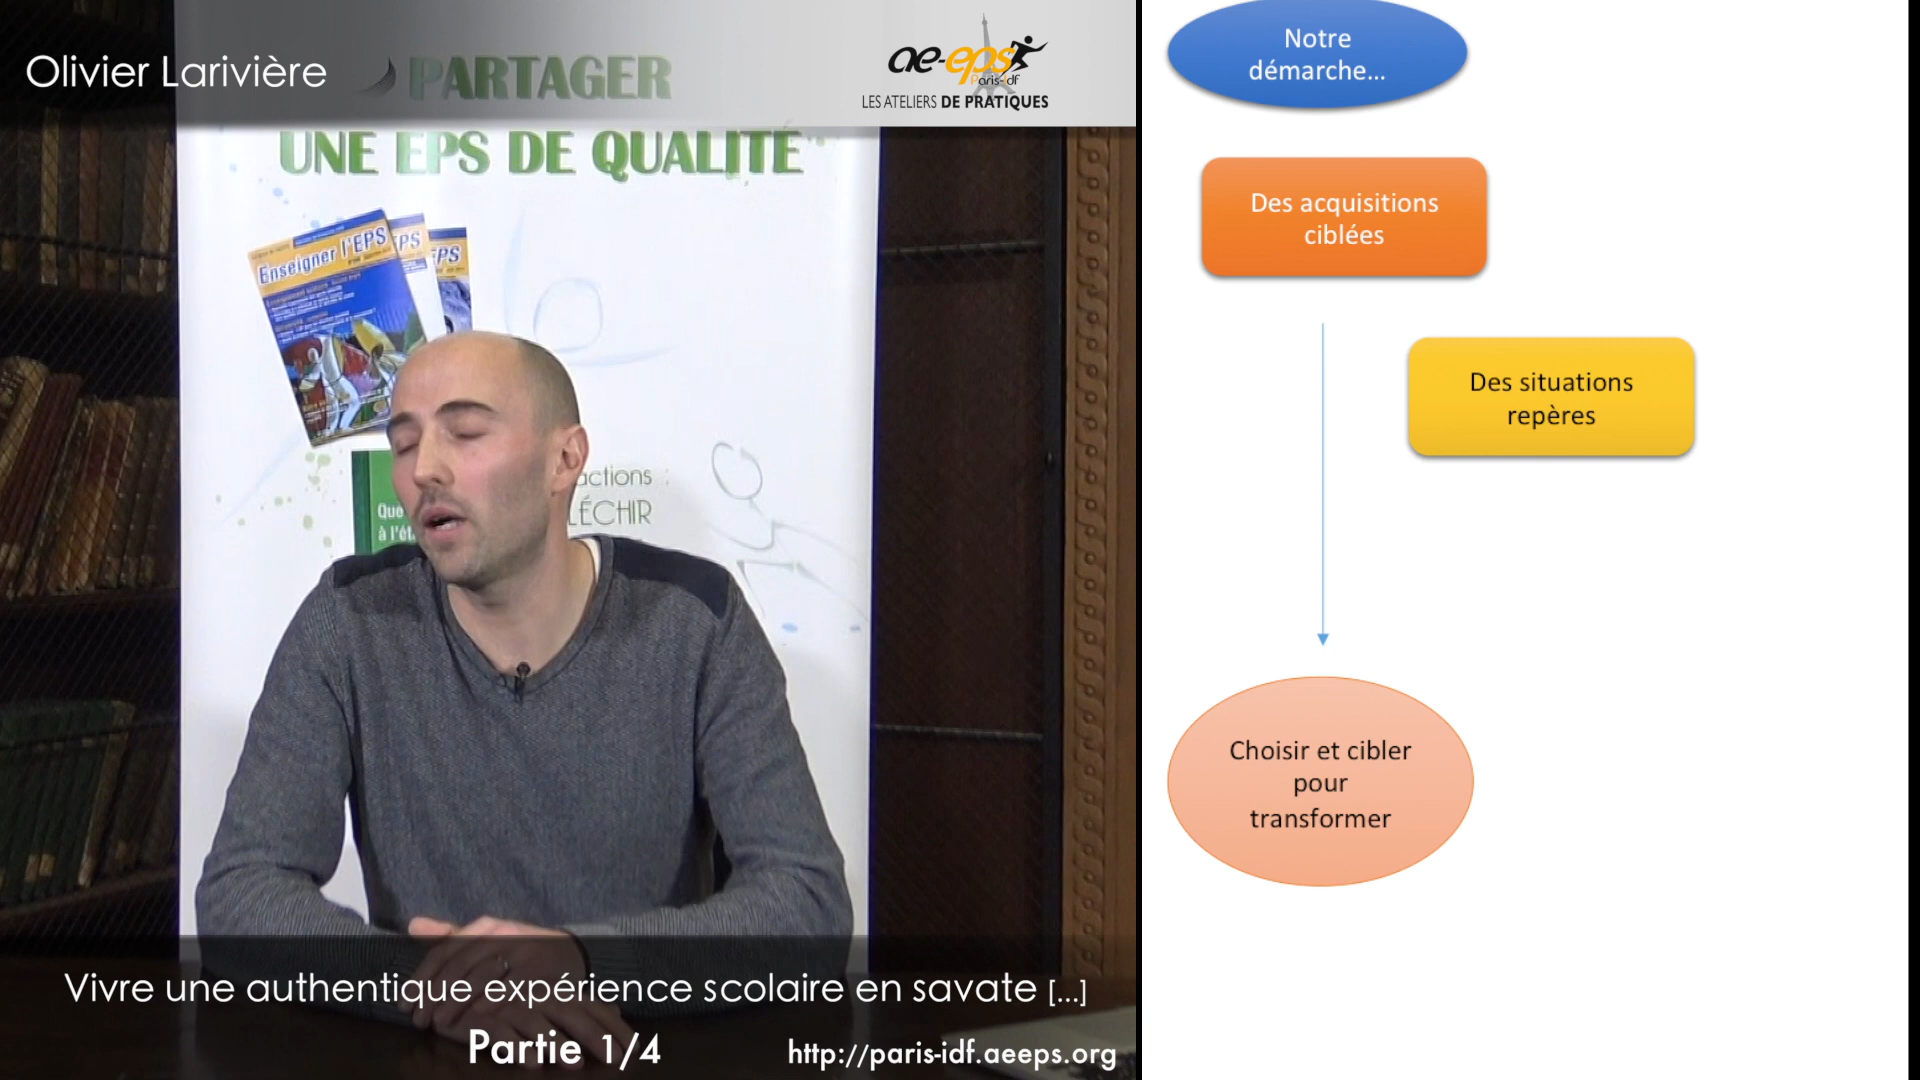 Olivier Larivière
PARTAGER
ae-eps
Paris-idf
LES ATELIERS DE PRATIQUES
UNE EPS DE QUALITÉ
Enseigner l'EPS
EPS
EPS
actions :
LÉCHIR
Que
à l'ét
Vivre une authentique expérience scolaire en savate [...]
Partie 1/4
http://paris-idf.aeeps.org
Notre
démarche...
Des acquisitions
ciblées
Des situations
repères
Choisir et cibler
pour
transformer